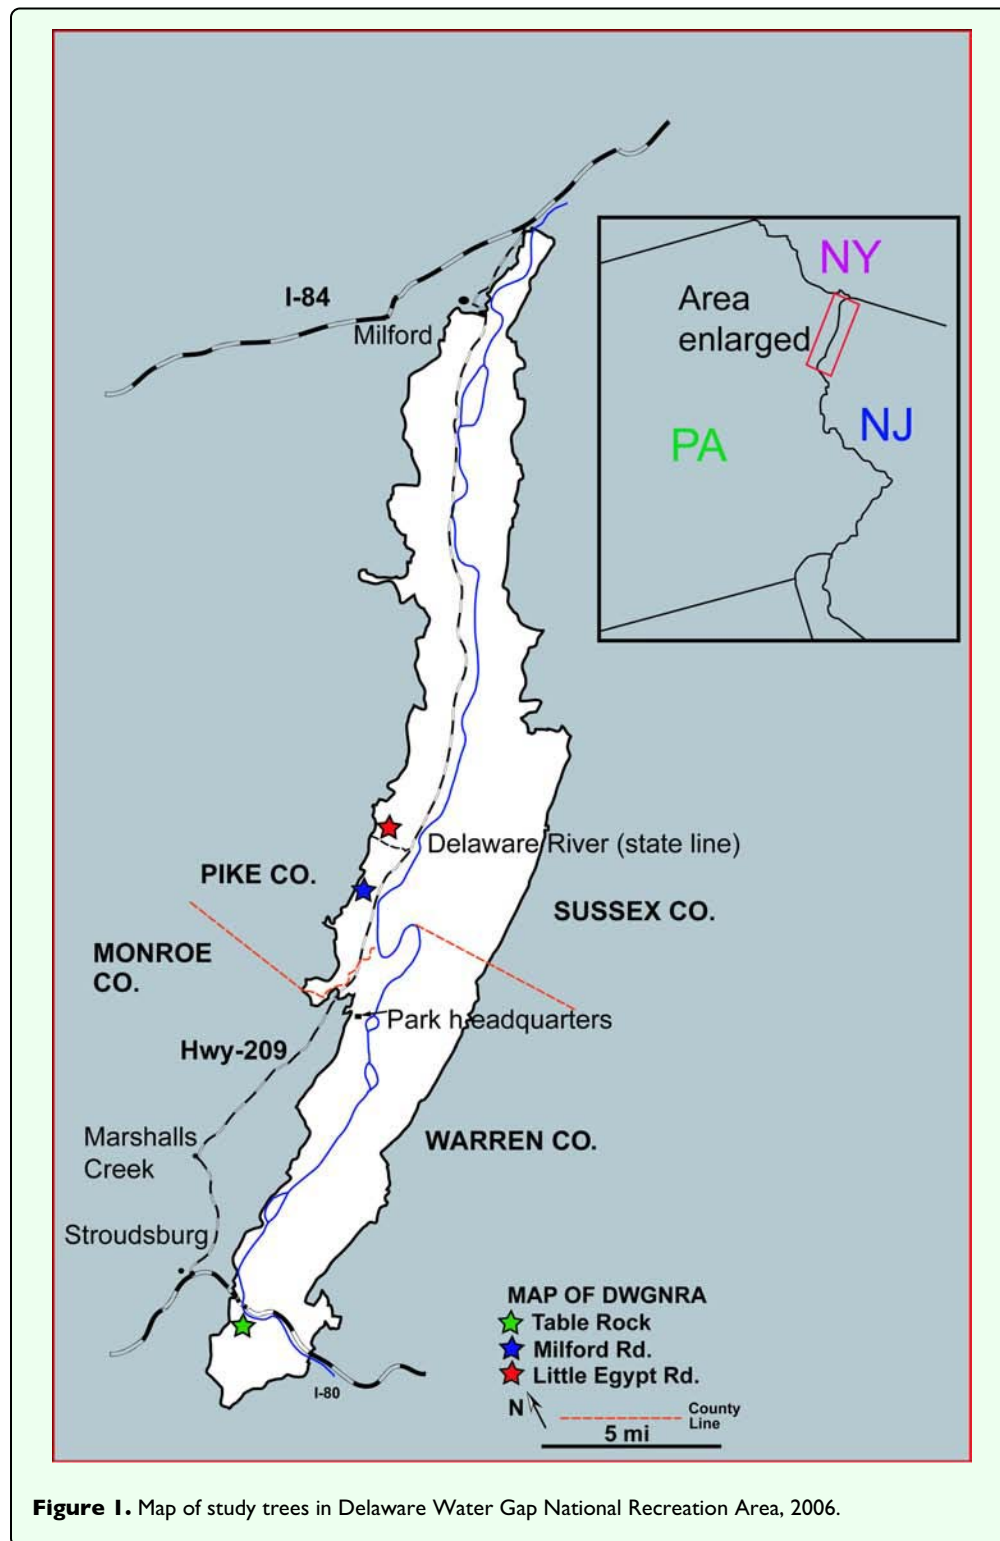 NY
Area
enlarged
PA
NJ
I-84
Milford
Delaware River (state line)
PIKE CO.
SUSSEX CO.
MONROE
CO.
Park headquarters
Hwy-209
Marshalls
Creek
WARREN CO.
Stroudsburg
MAP OF DWGNRA
Table Rock
Milford Rd.
Little Egypt Rd.
I-80
N
County
Line
5 mi
Figure 1. Map of study trees in Delaware Water Gap National Recreation Area, 2006.